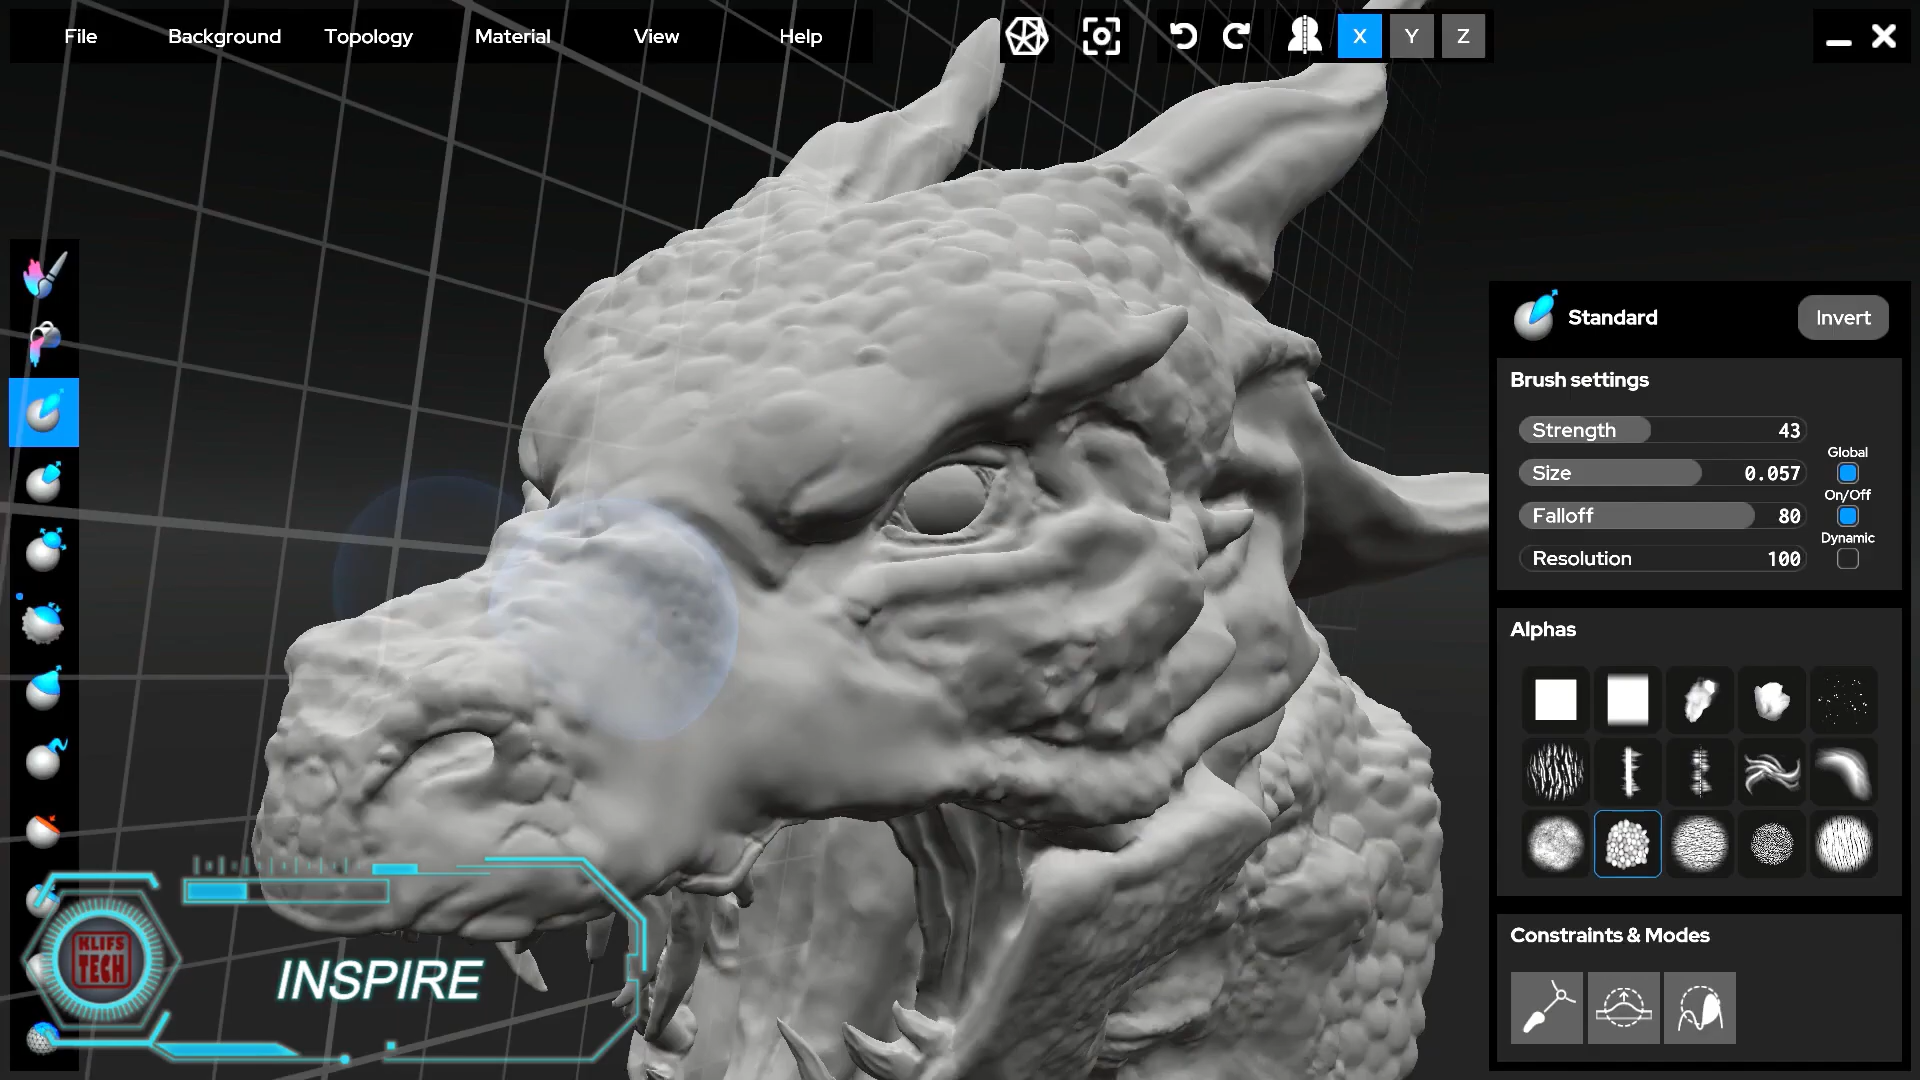 File Background Topology Material View Help X Y Z
Standard Invert
Brush settings
Strength 43
Global
Size 0.057
On/Off
Falloff 80
Dynamic
Resolution 100
Alphas
Constraints & Modes
KLIFS
TECH
INSPIRE